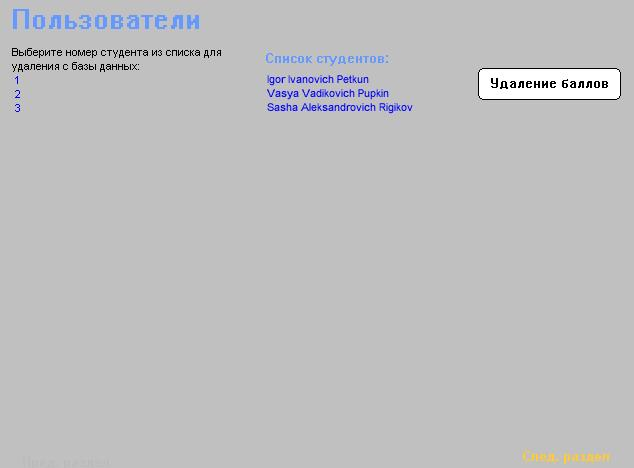 Пользователи
Выберите номер студента из списка для
удаления с базы данных:
1
2
3
Список студентов:
Igor Ivanovich Petkun
Vasya Vadikovich Pupkin
Sasha Aleksandrovich Rigikov
Удаление баллов
Пред. раздел
След. раздел